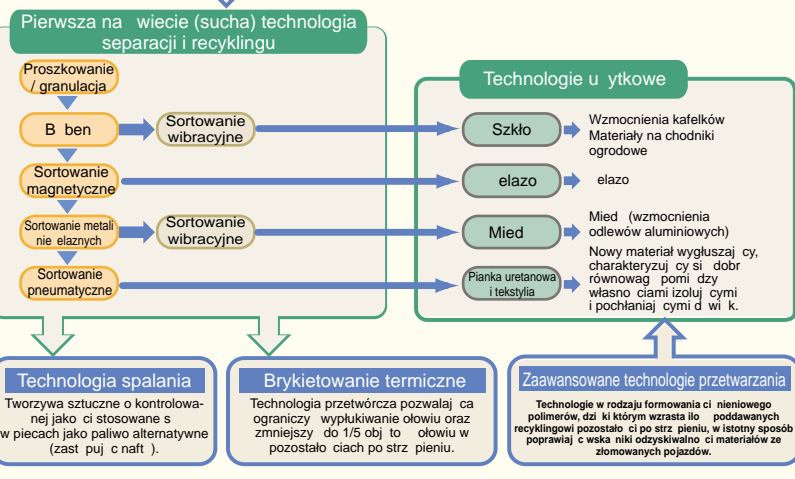 Pierwsza na wiecie (sucha) technologia
separacji i recyklingu
Proszkowanie
/ granulacja
B ben
Sortowanie
wibracyjne
Sortowanie
magnetyczne
Sortowanie metali
nie elaznych
Sortowanie
wibracyjne
Sortowanie
pneumatyczne
Technologie u ytkowe
Szkło
Wzmocnienia kafelków
Materiały na chodniki
ogrodowe
elazo
elazo
Mied
Mied (wzmocnienia
odlewów aluminiowych)
Pianka uretanowa
i tekstylia
Nowy materiał wygłuszaj cy,
charakteryzuj cy si dobr
równowag pomi dzy
własno ciami izoluj cymi
i pochłaniaj cymi d wi k.
Technologia spalania
Tworzywa sztuczne o kontrolowa-
nej jako ci stosowane s
w piecach jako paliwo alternatywne
(zast puj c naft ).
Brykietowanie termiczne
Technologia przetwórcza pozwalaj ca
ograniczy wypłukiwanie ołowiu oraz
zmniejszy do 1/5 obj to ołowiu w
pozostało ciach po strz pieniu.
Zaawansowane technologie przetwarzania
Technologie w rodzaju formowania ci nieniowego
polimerów, dzi ki którym wzrasta ilo poddawanych
recyklingowi pozostało ci po strz pieniu, w istotny sposób
poprawiaj c wska niki odzyskiwalno ci materiałów ze
złomowanych pojazdów.